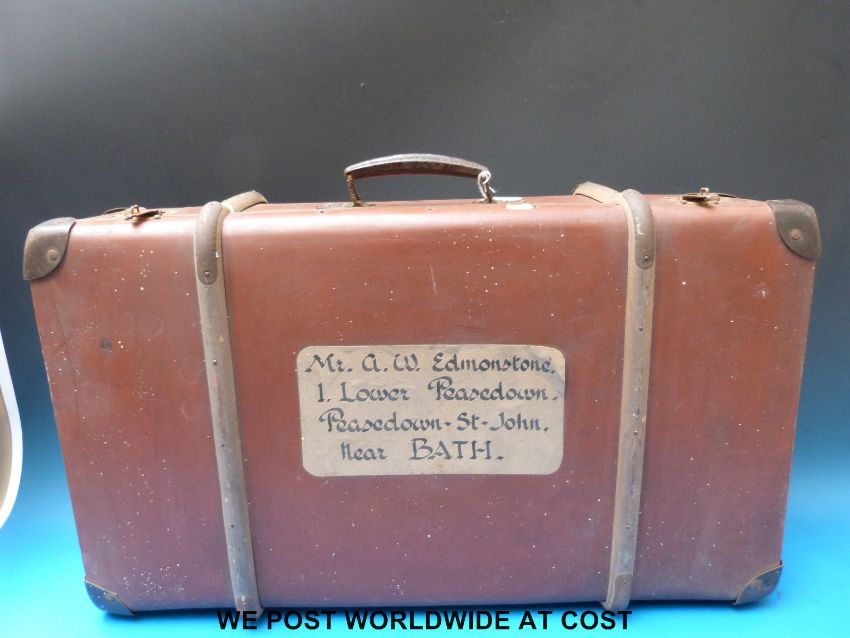 Mr. A. W. Edmonstone,
1. Lower Peasedown.
Peasedown-St-John.
Near BATH.
WE POST WORLDWIDE AT COST